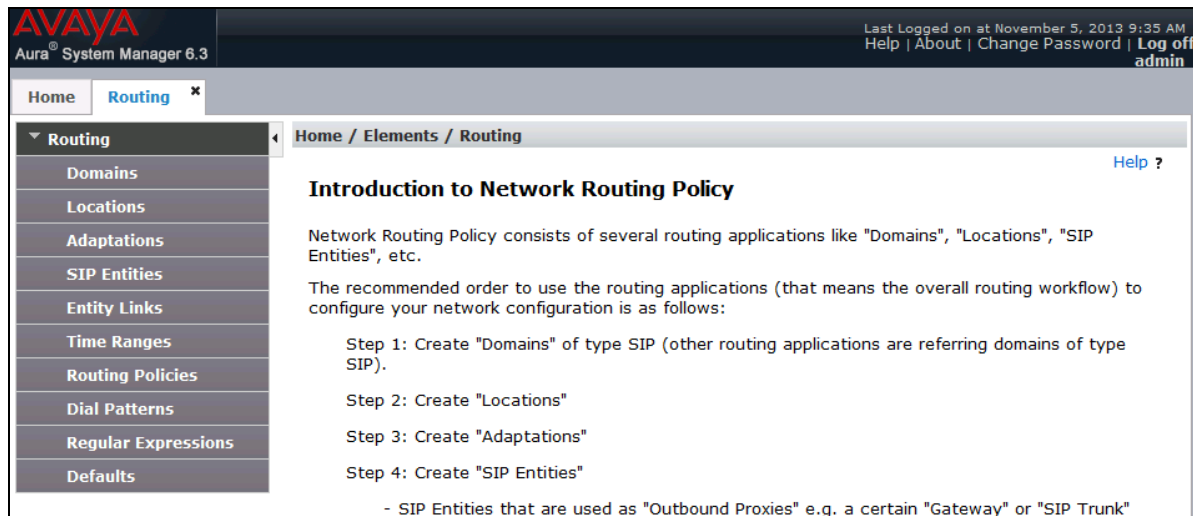 AVAYA
Aura® System Manager 6.3
Last Logged on at November 5, 2013 9:35 AM
Help | About | Change Password | Log off
admin
Home
Routing
Routing
Domains
Locations
Adaptations
SIP Entities
Entity Links
Time Ranges
Routing Policies
Dial Patterns
Regular Expressions
Defaults
Home / Elements / Routing
Help ?
Introduction to Network Routing Policy
Network Routing Policy consists of several routing applications like "Domains", "Locations", "SIP
Entities", etc.
The recommended order to use the routing applications (that means the overall routing workflow) to
configure your network configuration is as follows:
Step 1: Create "Domains" of type SIP (other routing applications are referring domains of type
SIP).
Step 2: Create "Locations"
Step 3: Create "Adaptations"
Step 4: Create "SIP Entities"
- SIP Entities that are used as "Outbound Proxies" e.g. a certain "Gateway" or "SIP Trunk"